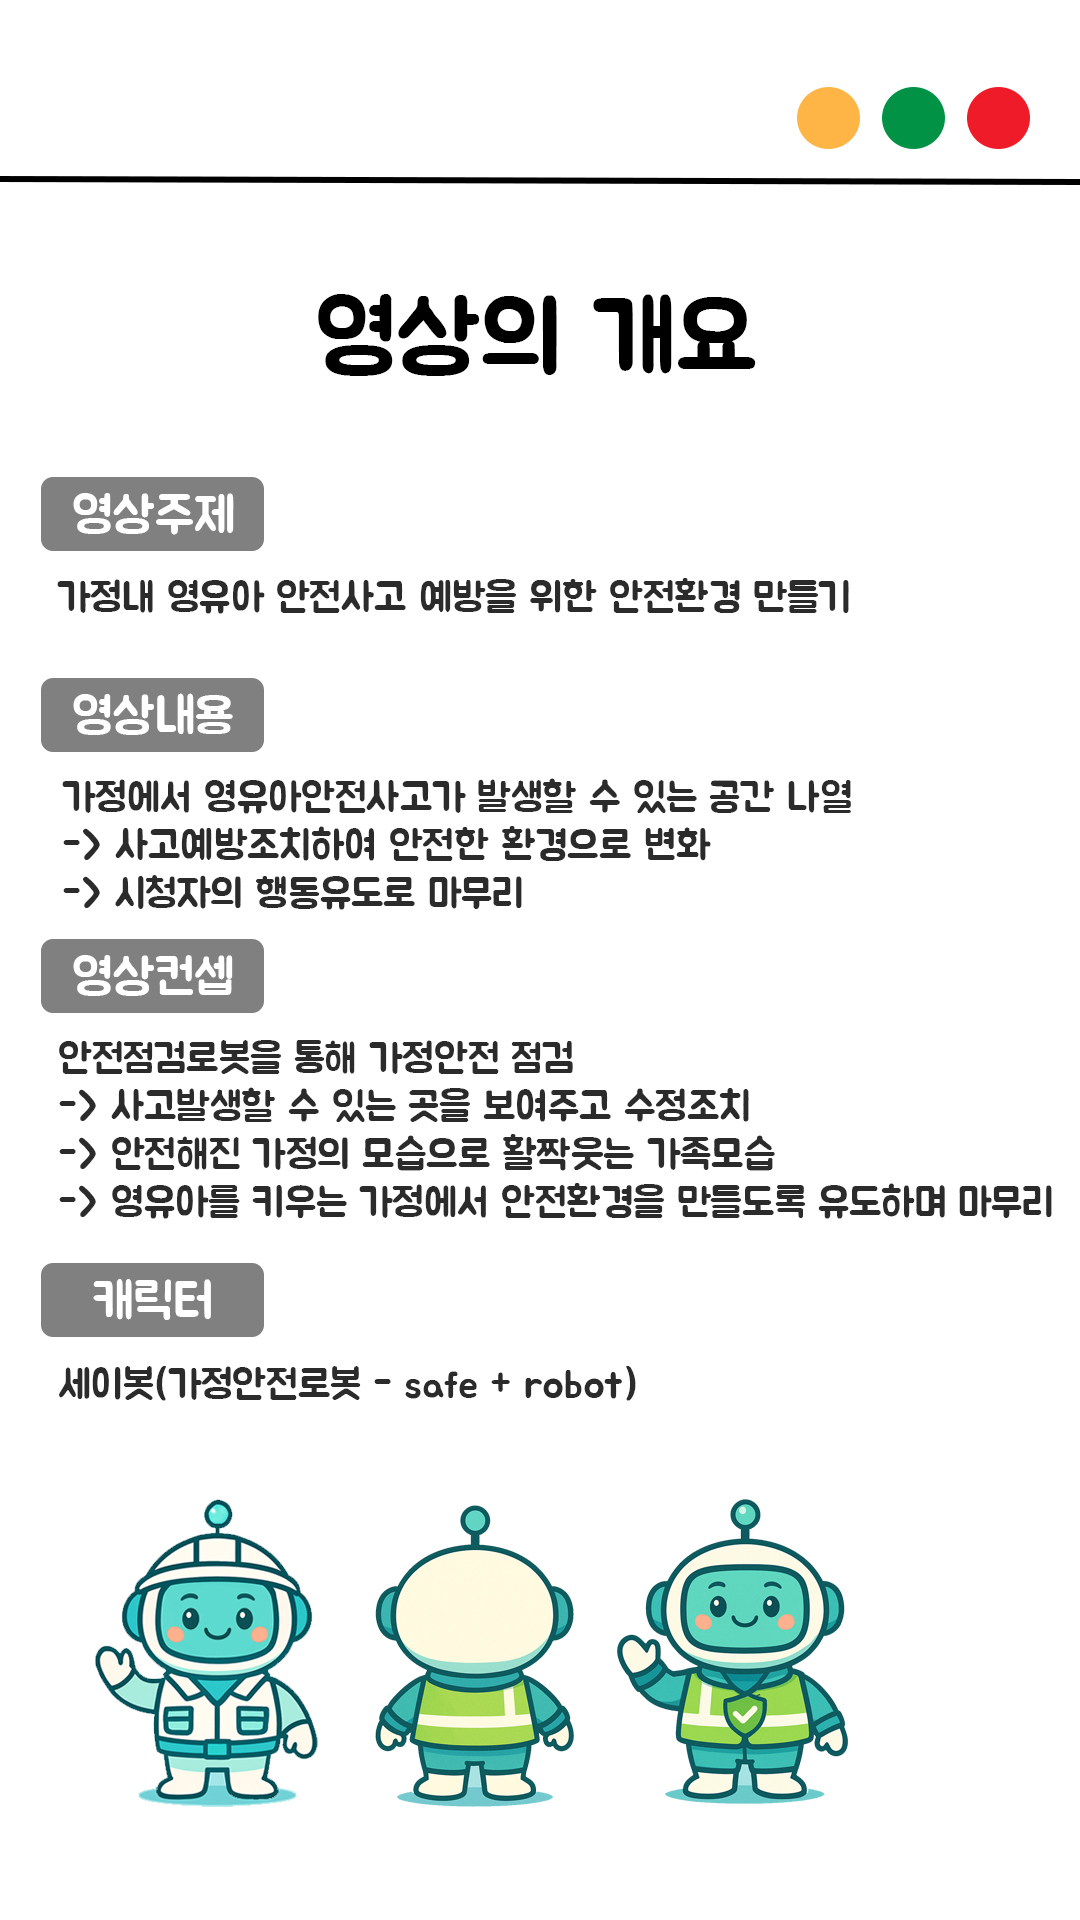 영상의 개요
영상주제
가정내 영유아 안전사고 예방을 위한 안전환경 만들기
영상내용
가정에서 영유아안전사고가 발생할 수 있는 공간 나열
-> 사고예방조치하여 안전한 환경으로 변화
-> 시청자의 행동유도로 마무리
영상컨셉
안전점검로봇을 통해 가정안전 점검
-> 사고발생할 수 있는 곳을 보여주고 수정조치
-> 안전해진 가정의 모습으로 활짝웃는 가족모습
-> 영유아를 키우는 가정에서 안전환경을 만들도록 유도하며 마무리
캐릭터
세이봇(가정안전로봇 - safe + robot)